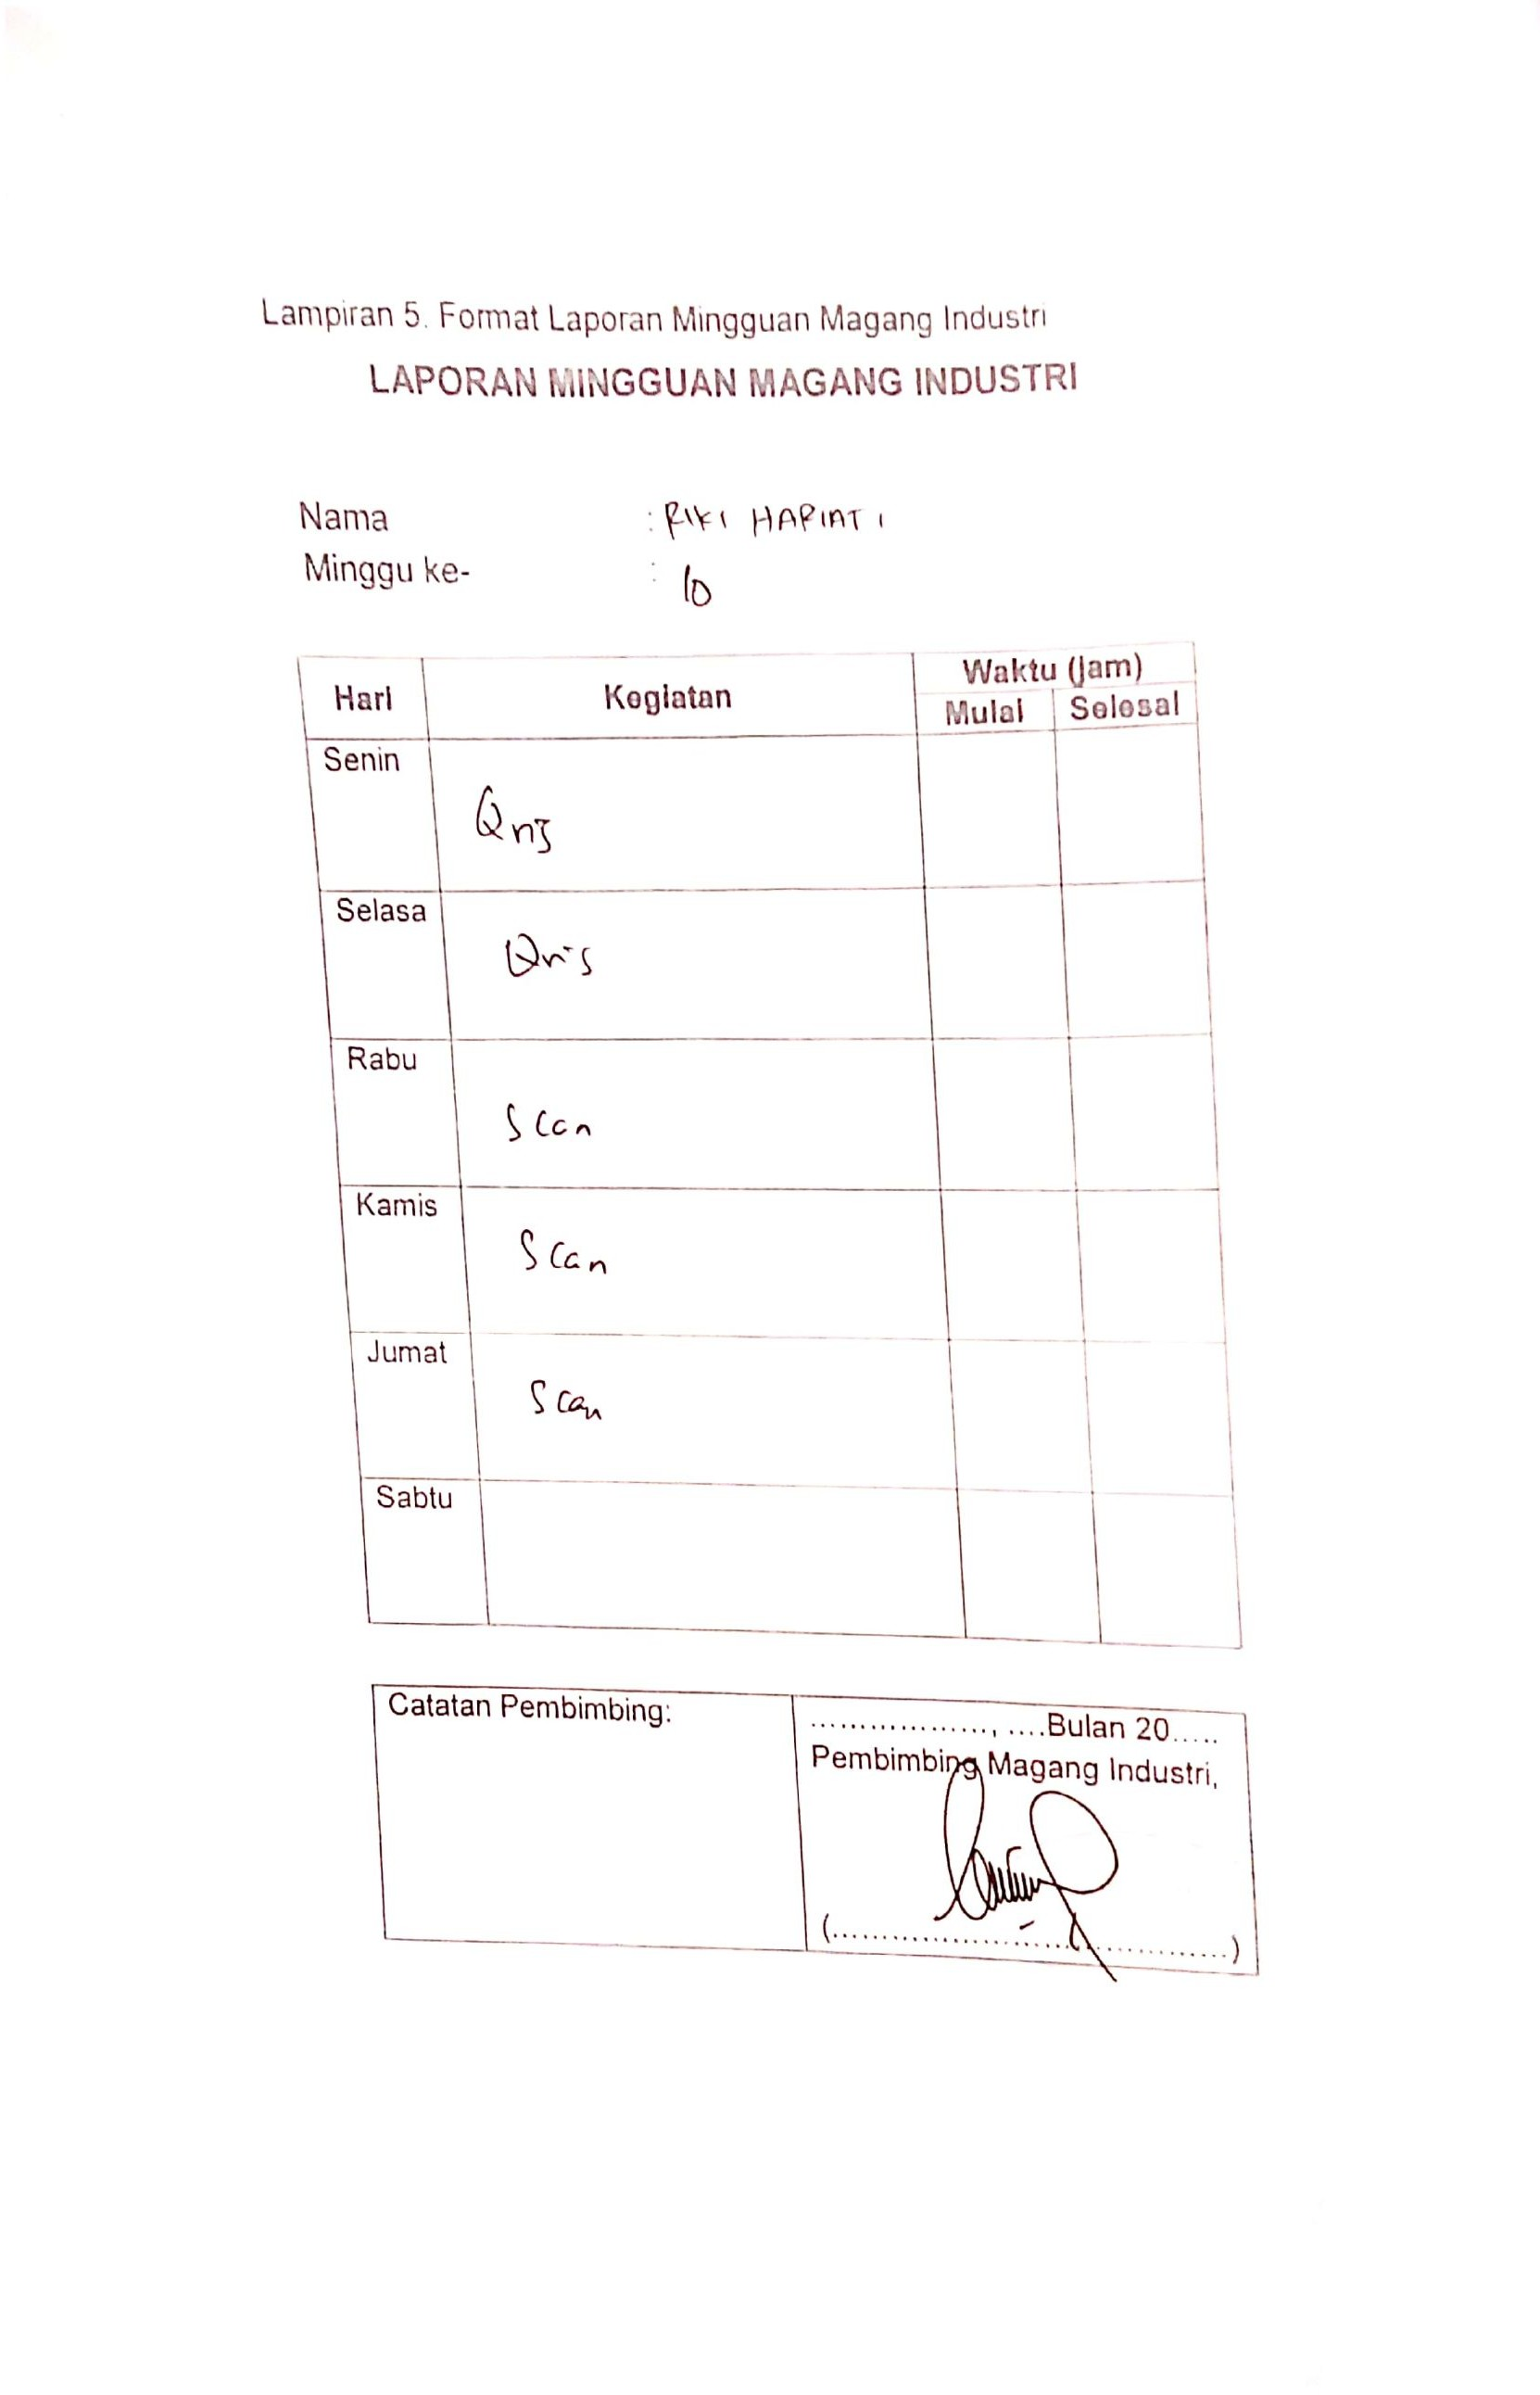 Lampiran 5. Format Laporan Mingguan Magang Industri
LAPORAN MINGGUAN MAGANG INDUSTRI
Nama : RIKI HARIATI
Minggu ke- : 10
Hari Kegiatan Waktu (Jam)
Mulai Selesai
Senin
Qris
Selasa
Qris
Rabu
Scan
Kamis
Scan
Jumat
Scan
Sabtu
Catatan Pembimbing:
..................., ....Bulan 20.....
Pembimbing Magang Industri,
(..........................................)